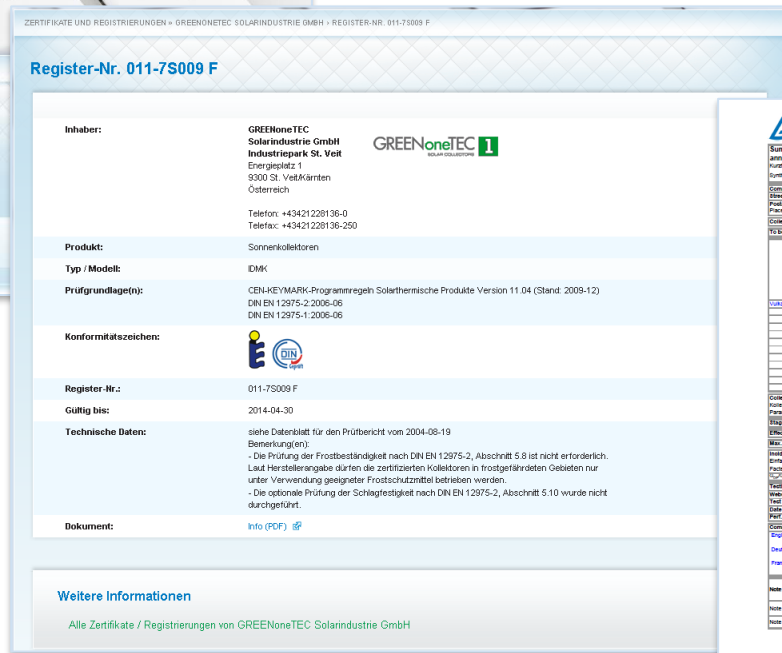 ZERTIFIKATE UND REGISTRIERUNGEN » GREENONETEC SOLARINDUSTRIE GMBH › REGISTER-NR. 011-7S009 F
Register-Nr. 011-7S009 F
Inhaber:
GREENoneTEC
Solarindustrie GmbH
Industriepark St. Veit
Energieplatz 1
9300 St. Veit/Kärnten
Österreich
GREENoneTEC 1
SOLAR COLLECTORS
Telefon: +43421228136-0
Telefax: +43421228136-250
Produkt: Sonnenkollektoren
Typ / Modell: IDMK
Prüfgrundlage(n): CEN-KEYMARK-Programmregeln Solarthermische Produkte Version 11.04 (Stand: 2009-12)
DIN EN 12975-2:2006-06
DIN EN 12975-1:2006-06
Konformitätszeichen:
DIN
Geprüft
Register-Nr.: 011-7S009 F
Gültig bis: 2014-04-30
Technische Daten: siehe Datenblatt für den Prüfbericht vom 2004-08-19
Bemerkung(en):
- Die Prüfung der Frostbeständigkeit nach DIN EN 12975-2, Abschnitt 5.8 ist nicht erforderlich.
Laut Herstellerangabe dürfen die zertifizierten Kollektoren in frostgefährdeten Gebieten nur
unter Verwendung geeigneter Frostschutzmittel betrieben werden.
- Die optionale Prüfung der Schlagfestigkeit nach DIN EN 12975-2, Abschnitt 5.10 wurde nicht
durchgeführt.
Dokument: Info (PDF)
Weitere Informationen
Alle Zertifikate / Registrierungen von GREENoneTEC Solarindustrie GmbH